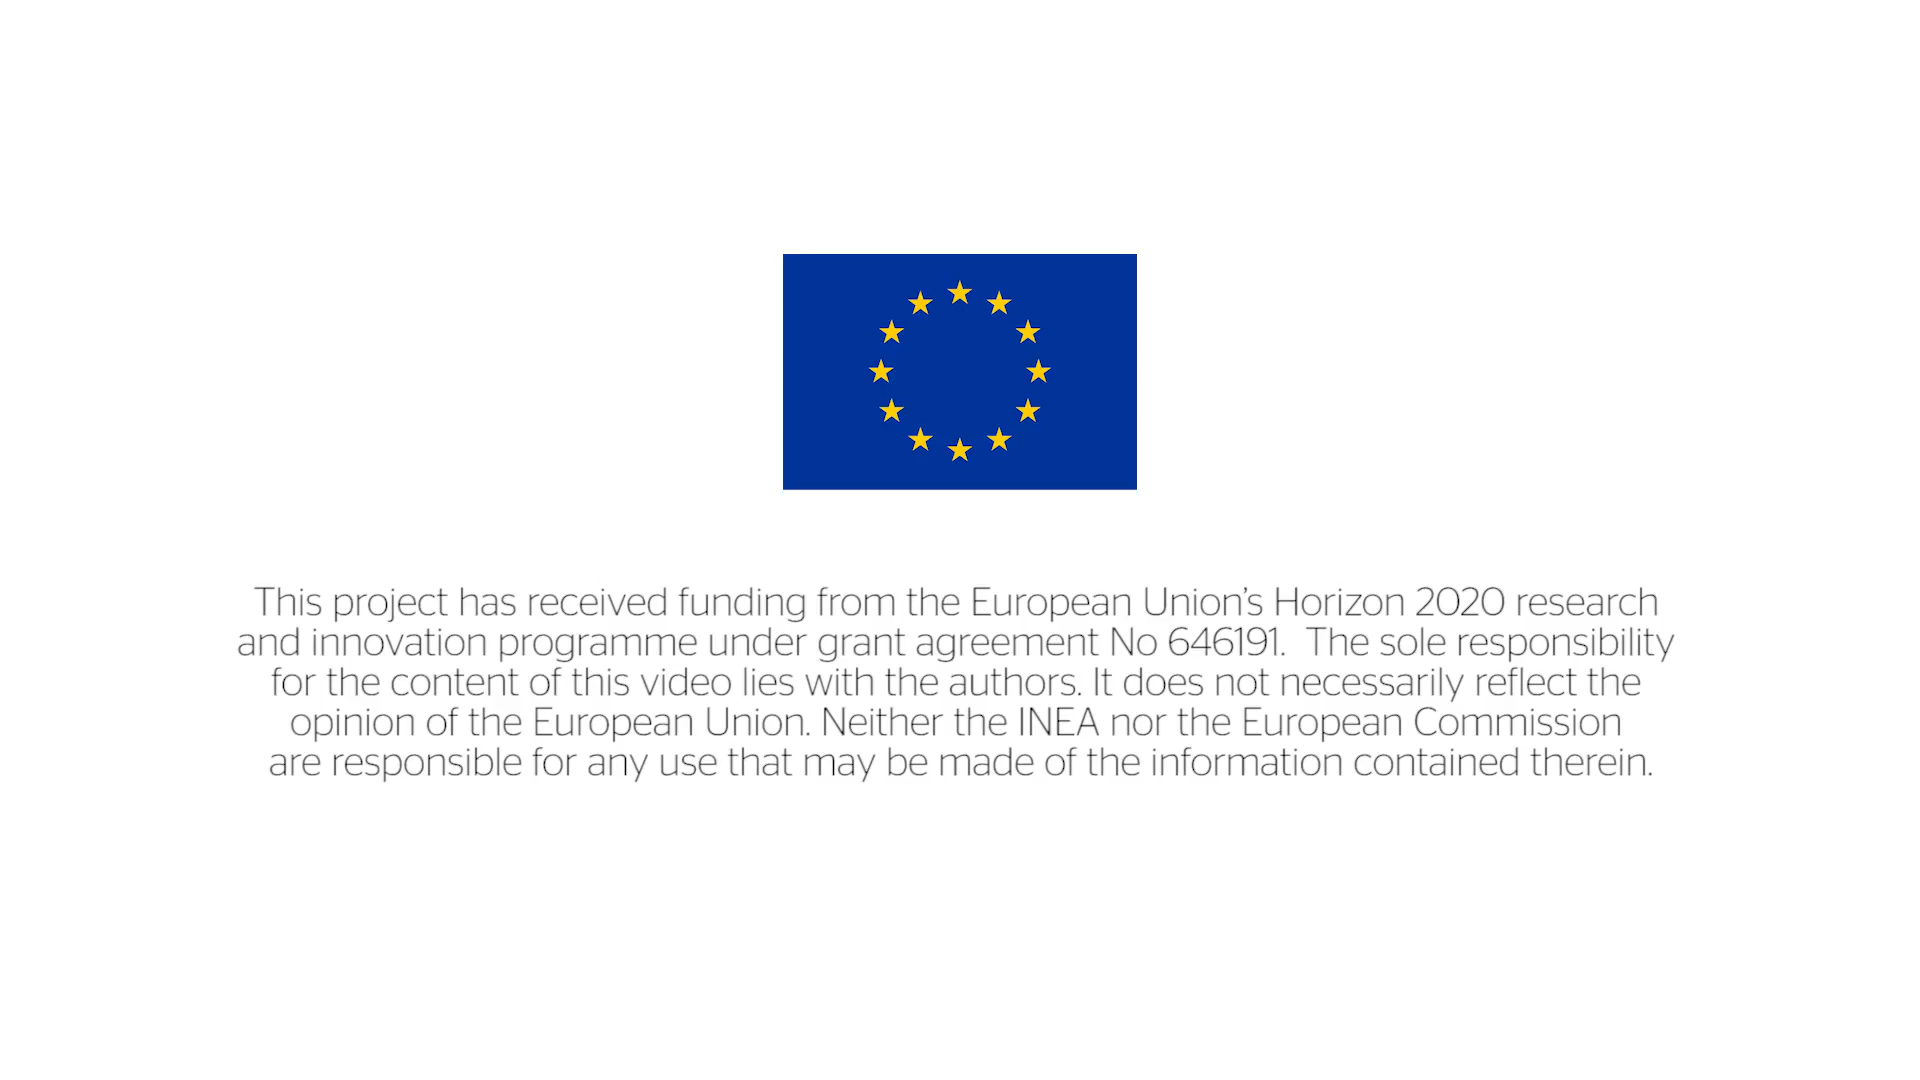 This project has received funding from the European Union’s Horizon 2020 research
and innovation programme under grant agreement No 646191.  The sole responsibility
for the content of this video lies with the authors. It does not necessarily reflect the
opinion of the European Union. Neither the INEA nor the European Commission
are responsible for any use that may be made of the information contained therein.